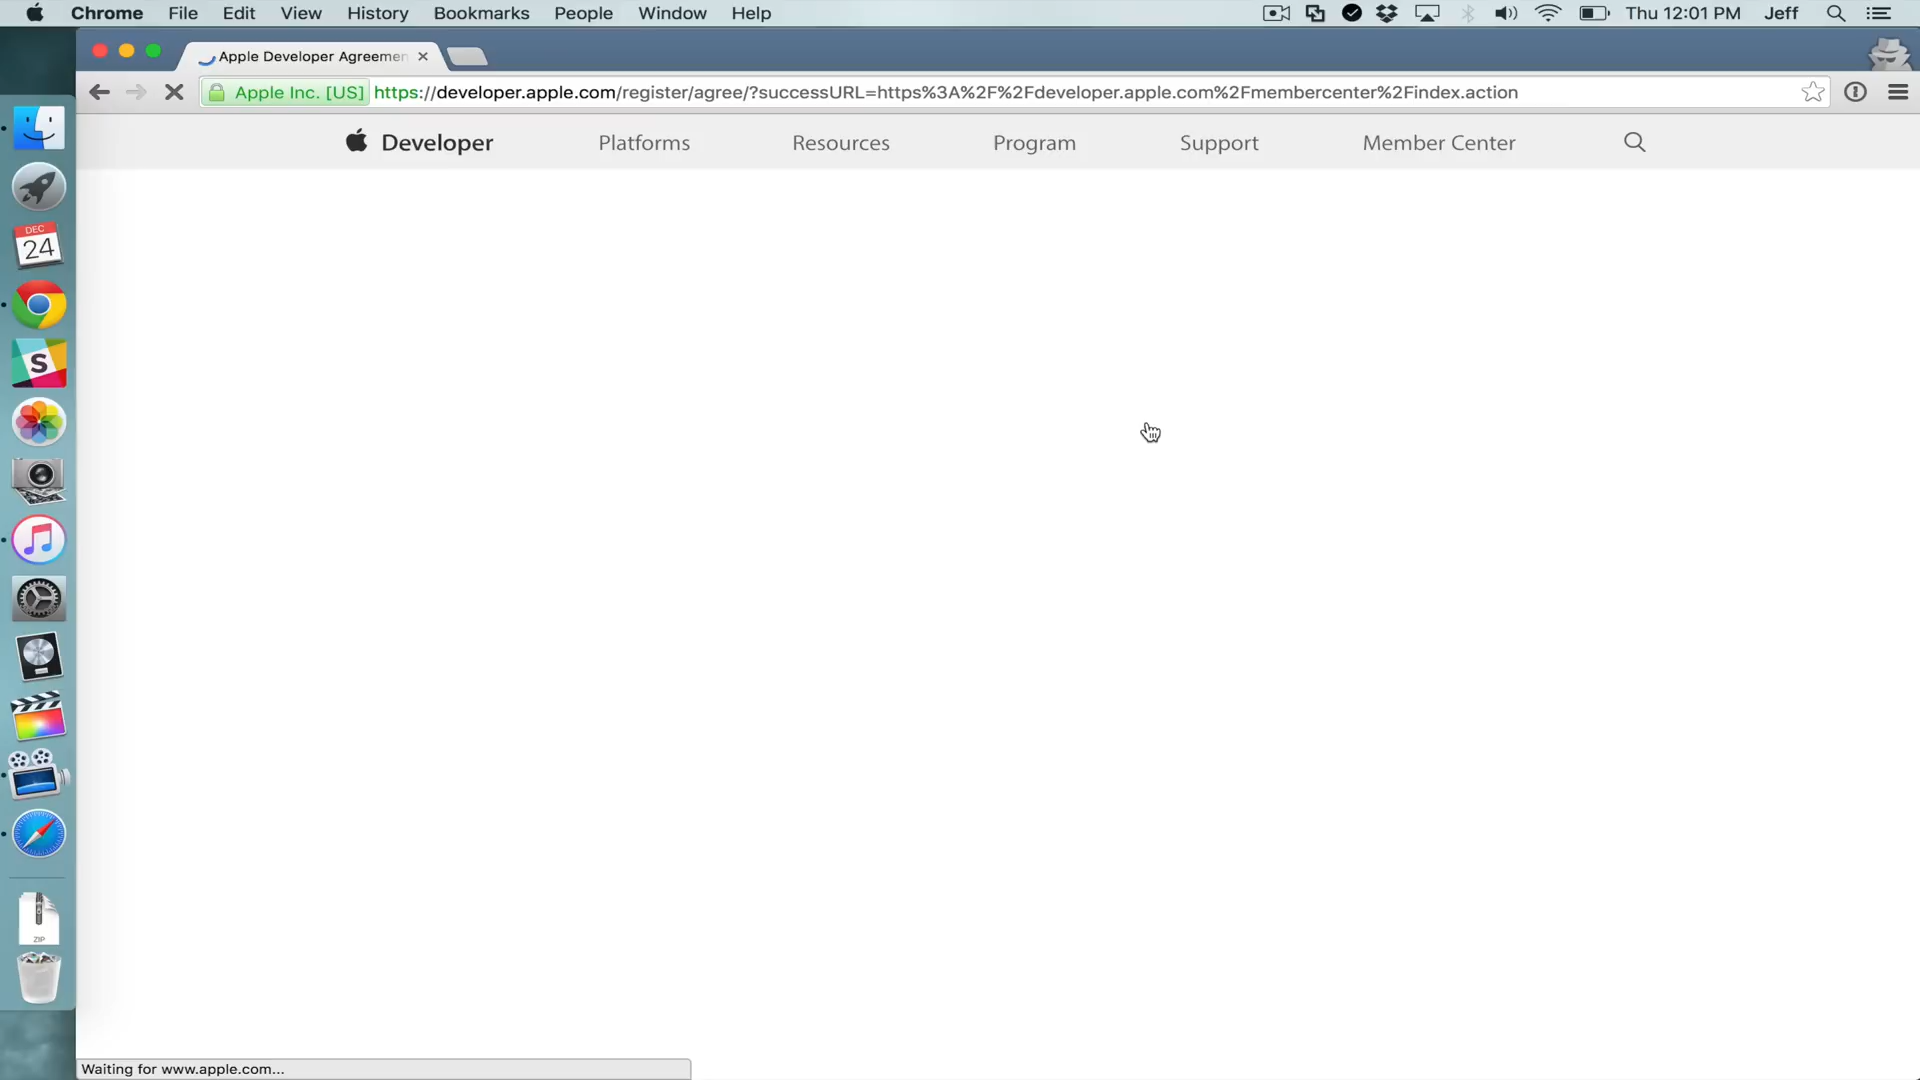 Chrome File Edit View History Bookmarks People Window Help Thu 12:01 PM Jeff
Apple Developer Agreemen
Apple Inc. [US] https://developer.apple.com/register/agree/?successURL=https%3A%2F%2Fdeveloper.apple.com%2Fmembercenter%2Findex.action
Developer Platforms Resources Program Support Member Center
DEC
24
S
ZIP
Waiting for www.apple.com...